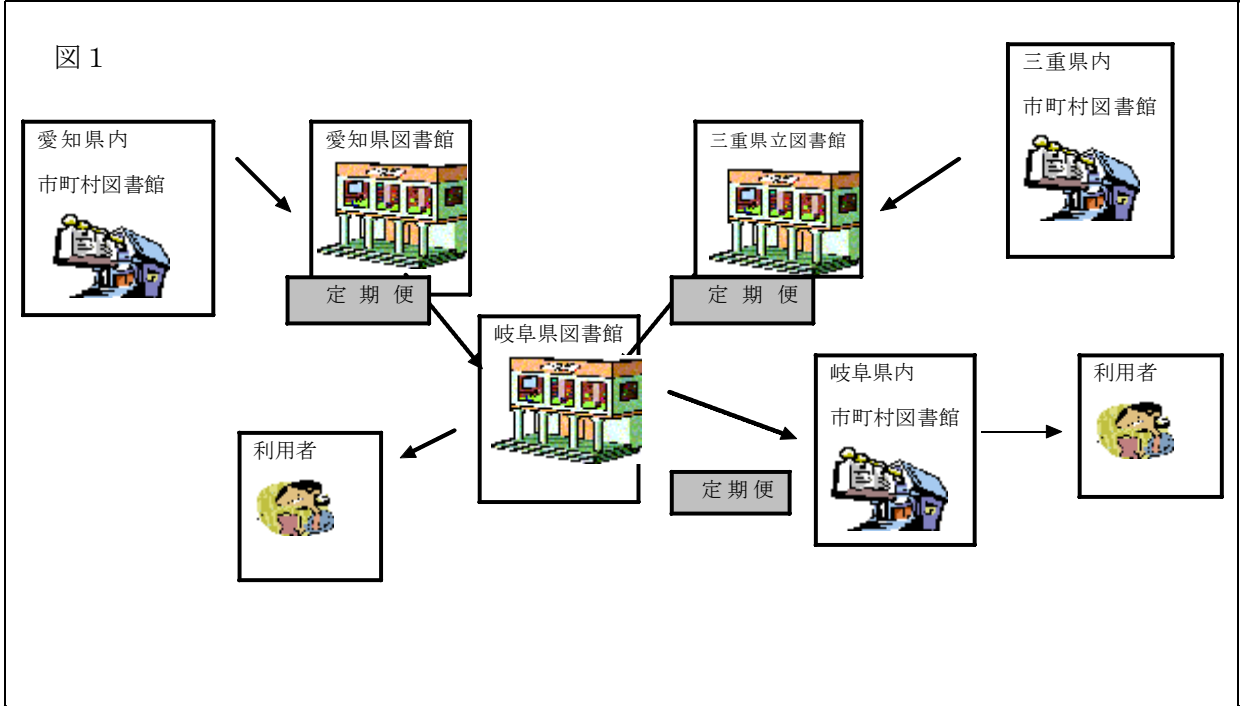 図1
愛知県内
市町村図書館
愛知県図書館
三重県立図書館
三重県内
市町村図書館
定期便
定期便
岐阜県図書館
岐阜県内
市町村図書館
利用者
利用者
定期便